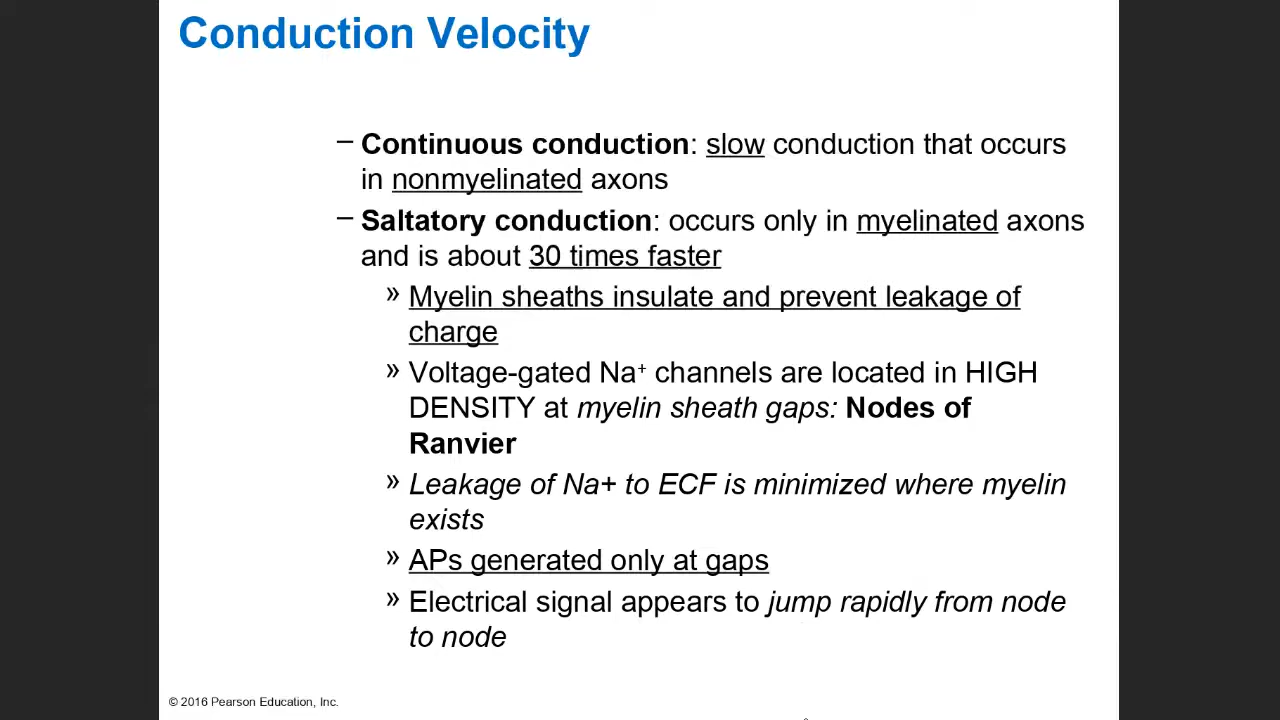 Conduction Velocity
– Continuous conduction: slow conduction that occurs
in nonmyelinated axons
– Saltatory conduction: occurs only in myelinated axons
and is about 30 times faster
» Myelin sheaths insulate and prevent leakage of
charge
» Voltage-gated Na⁺ channels are located in HIGH
DENSITY at myelin sheath gaps: Nodes of
Ranvier
» Leakage of Na+ to ECF is minimized where myelin
exists
» APs generated only at gaps
» Electrical signal appears to jump rapidly from node
to node
© 2016 Pearson Education, Inc.